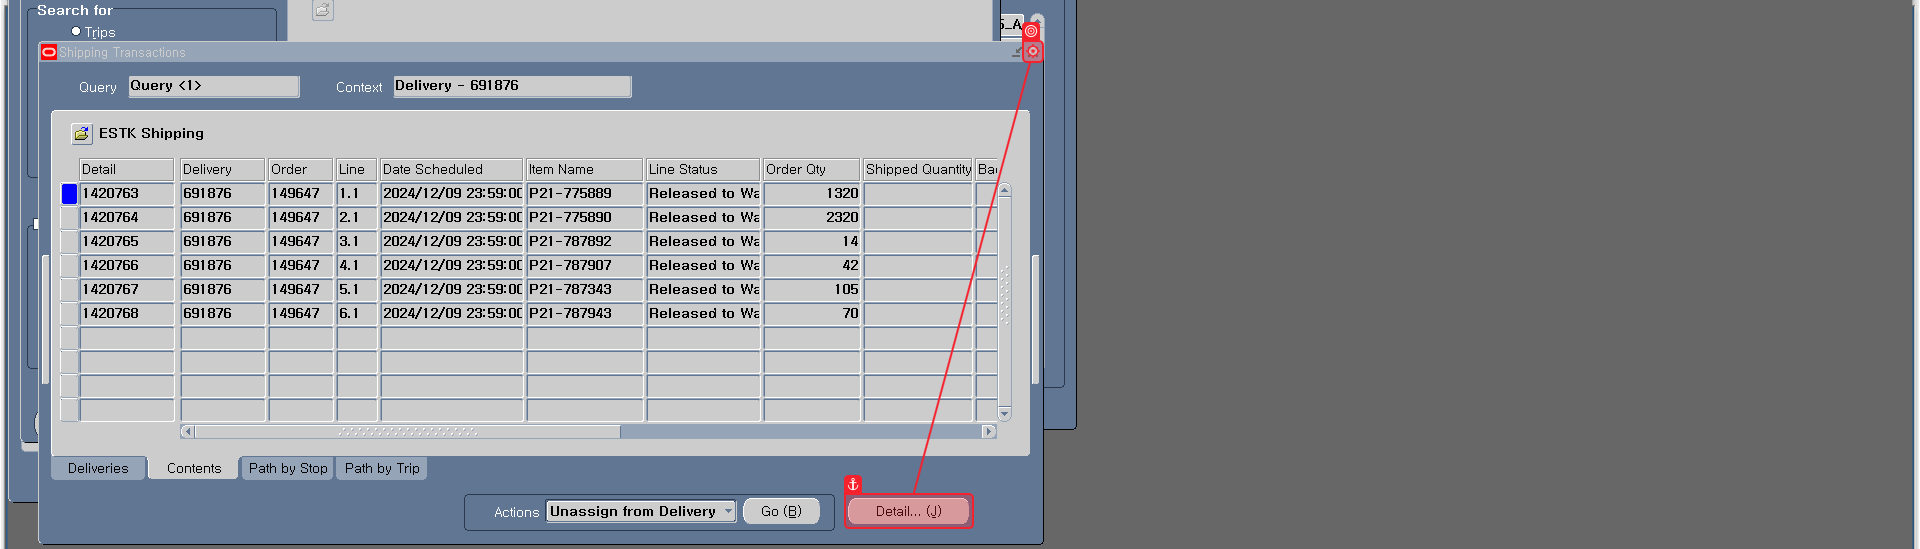 Search for
Trips
5_A
Shipping Transactions
Query Query <1> Context Delivery - 691876
ESTK Shipping
Detail Delivery Order Line Date Scheduled Item Name Line Status Order Qty Shipped Quantity Ba
1420763 691876 149647 1.1 2024/12/09 23:59:00 P21-775889 Released to Wa 1320
1420764 691876 149647 2.1 2024/12/09 23:59:00 P21-775890 Released to Wa 2320
1420765 691876 149647 3.1 2024/12/09 23:59:00 P21-787892 Released to Wa 14
1420766 691876 149647 4.1 2024/12/09 23:59:00 P21-787907 Released to Wa 42
1420767 691876 149647 5.1 2024/12/09 23:59:00 P21-787343 Released to Wa 105
1420768 691876 149647 6.1 2024/12/09 23:59:00 P21-787943 Released to Wa 70
Deliveries Contents Path by Stop Path by Trip
Actions Unassign from Delivery Go (B) Detail... (J)